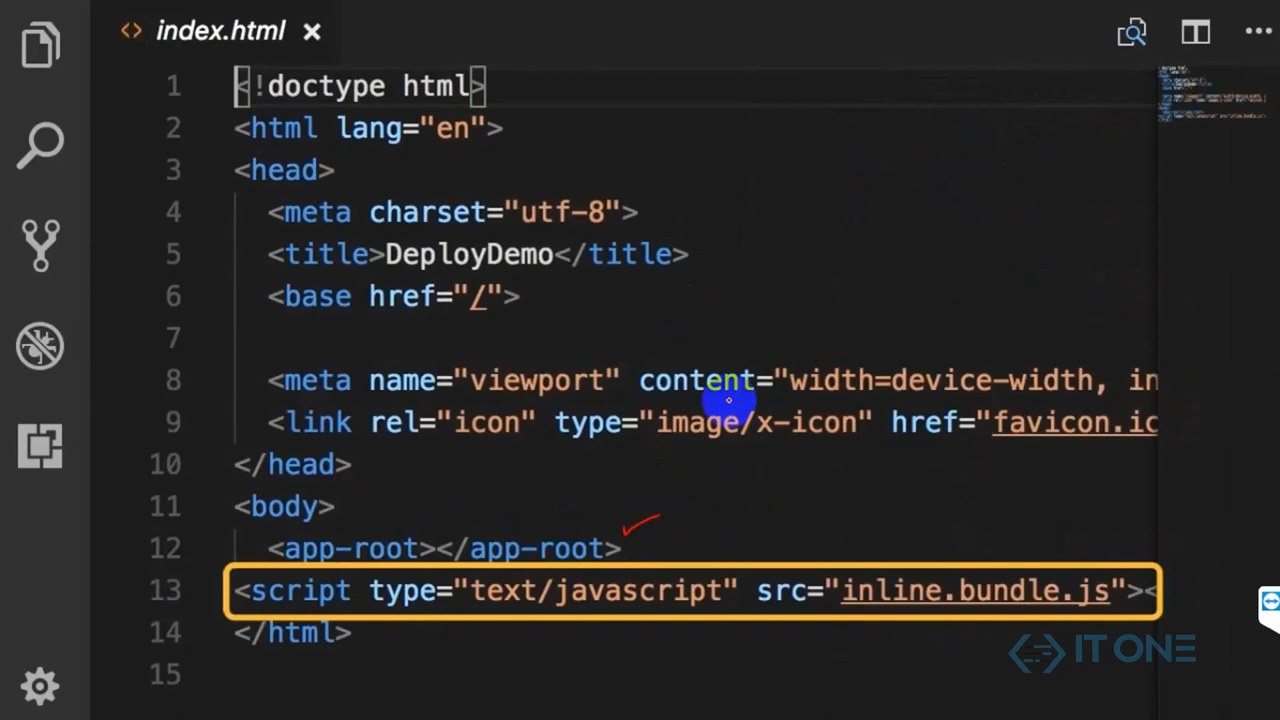 index.html
1 <!doctype html>
2 <html lang="en">
3 <head>
4 <meta charset="utf-8">
5 <title>DeployDemo</title>
6 <base href="/">
7
8 <meta name="viewport" content="width=device-width, in
9 <link rel="icon" type="image/x-icon" href="favicon.ic
10 </head>
11 <body>
12 <app-root></app-root>
13 <script type="text/javascript" src="inline.bundle.js"><
14 </html>
15
IT ONE